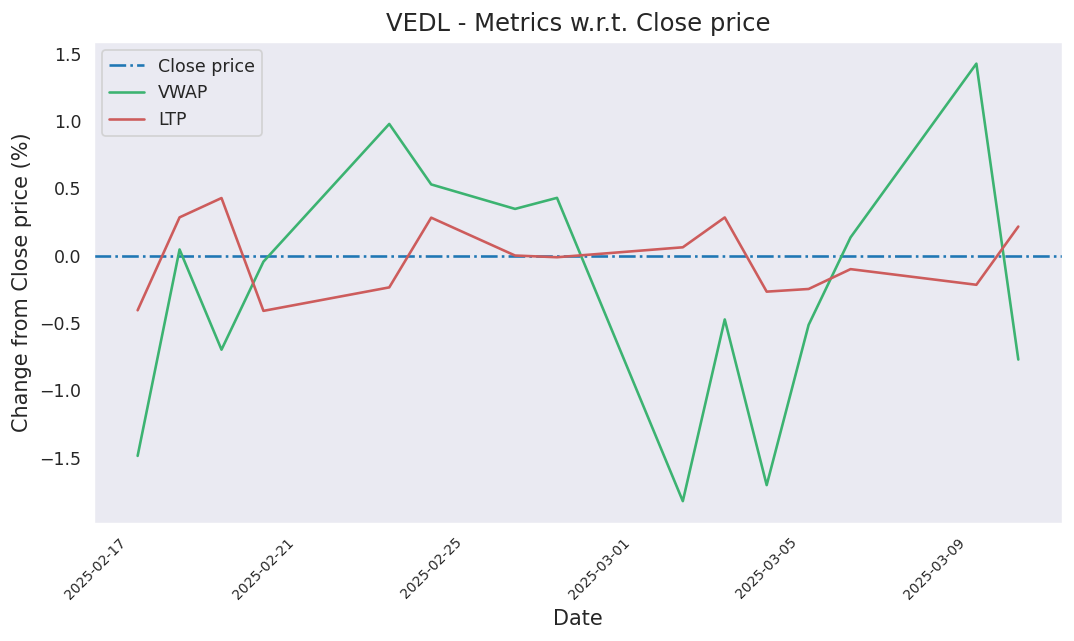 VEDL - Metrics w.r.t. Close price
Close price
VWAP
LTP
Change from Close price (%)
1.5
1.0
0.5
0.0
−0.5
−1.0
−1.5
2025-02-17
2025-02-21
2025-02-25
2025-03-01
2025-03-05
2025-03-09
Date